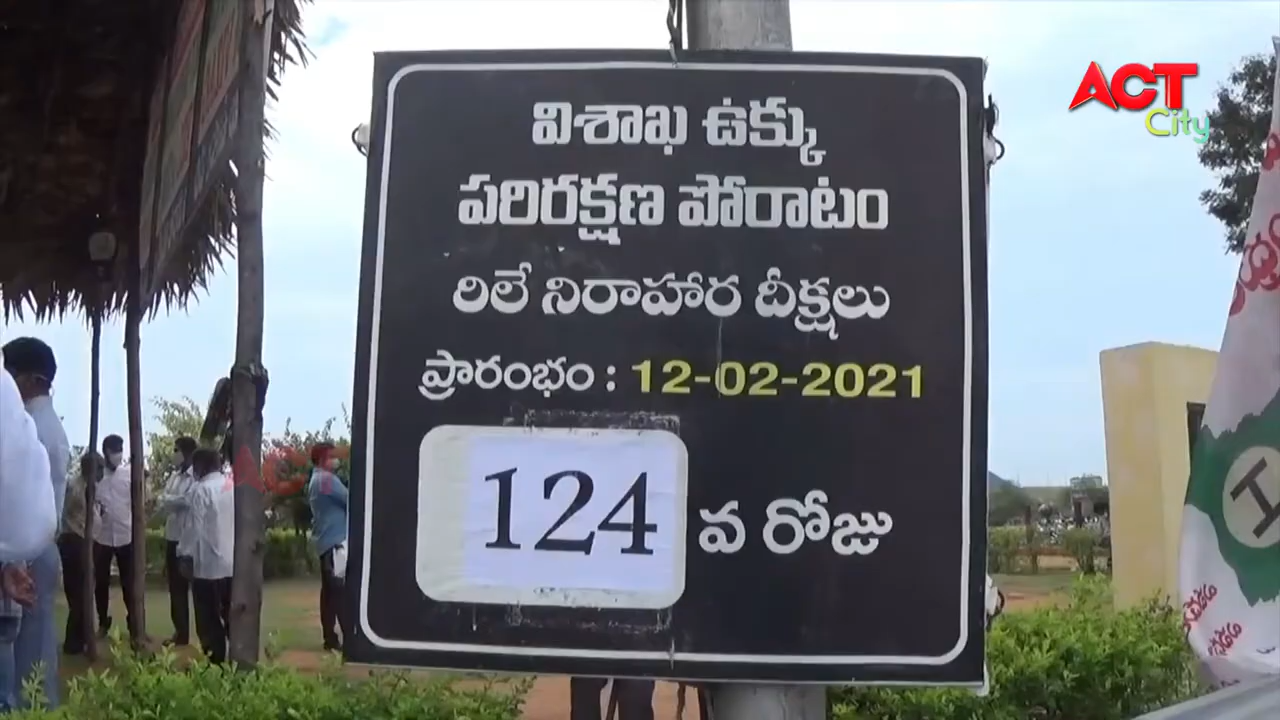 ACT
City
విశాఖ ఉక్కు
పరిరక్షణ పోరాటం
రిలే నిరాహార దీక్షలు
ప్రారంభం : 12-02-2021
124 వ రోజు